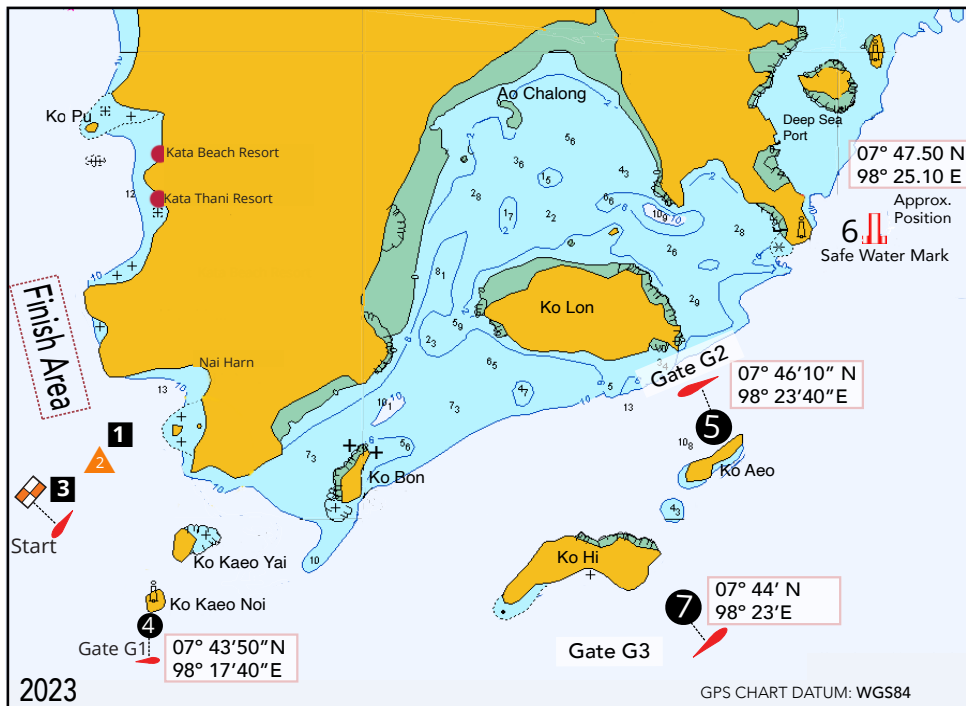 Ao Chalong
Ko Pu
Deep Sea
Port
Kata Beach Resort
07° 47.50 N
98° 25.10 E
Approx.
Position
12
Kata Thani Resort
6
Safe Water Mark
Finish Area
Ko Lon
Nai Harn
13
Gate G2
07° 46’10” N
98° 23’40”E
13
1
2
5
Ko Aeo
3
Ko Bon
Start
Ko Hi
10
Ko Kaeo Yai
Ko Kaeo Noi
7
07° 44’ N
98° 23’E
4
Gate G1
07° 43’50”N
98° 17’40”E
Gate G3
2023
GPS CHART DATUM: WGS84